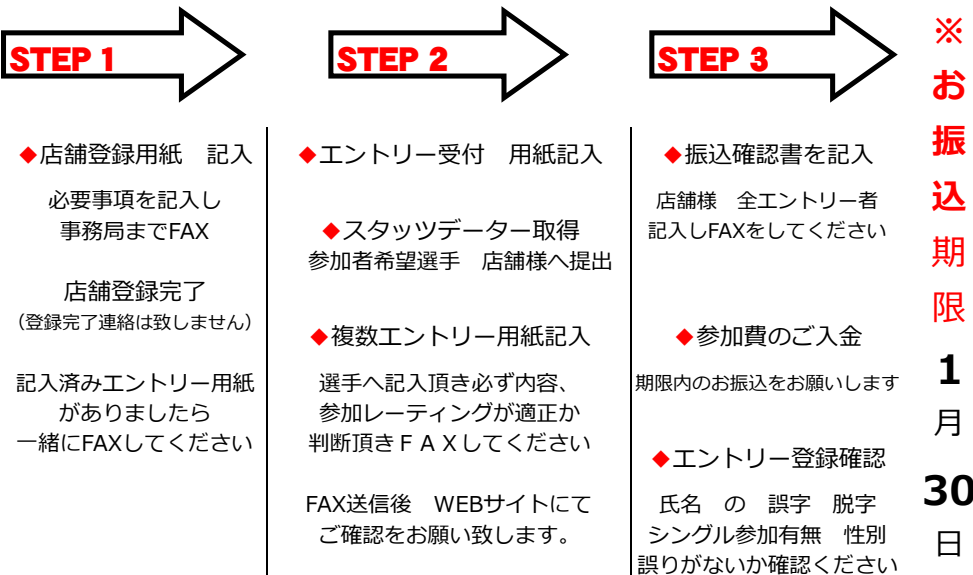 STEP 1
◆店舗登録用紙　記入
必要事項を記入し
事務局までFAX
店舗登録完了
（登録完了連絡は致しません）
記入済みエントリー用紙
がありましたら
一緒にFAXしてください
STEP 2
◆エントリー受付　用紙記入
◆スタッツデーター取得
参加者希望選手　店舗様へ提出
◆複数エントリー用紙記入
選手へ記入頂き必ず内容、
参加レーティングが適正か
判断頂きＦＡＸしてください
FAX送信後　WEBサイトにて
ご確認をお願い致します。
STEP 3
◆振込確認書を記入
店舗様　全エントリー者
記入しFAXをしてください
◆参加費のご入金
期限内のお振込をお願いします
◆エントリー登録確認
氏名　の　誤字　脱字
シングル参加有無　性別
誤りがないか確認ください
※お振込期限1月30日